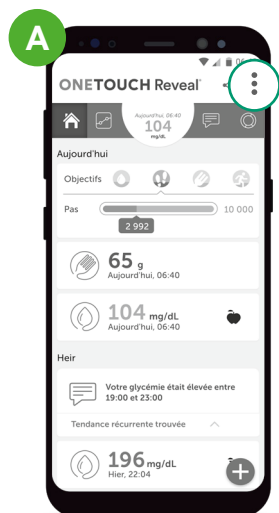 A
ONETOUCH Reveal
Aujourd'hui, 06:40
104
mg/dL
Aujourd'hui
Objectifs
Pas 10 000
2 992
65 g
Aujourd'hui, 06:40
104 mg/dL
Aujourd'hui, 06:40
Heir
Votre glycémie était élevée entre
19:00 et 23:00
Tendance récurrente trouvée
196 mg/dL
Hier, 22:04